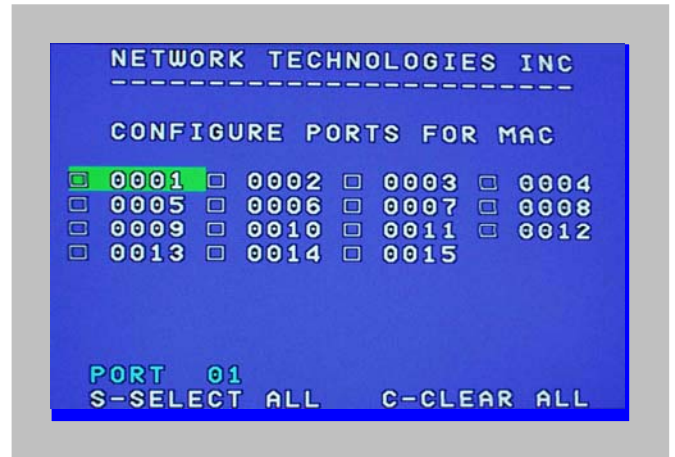 NETWORK TECHNOLOGIES INC
------------------------
CONFIGURE PORTS FOR MAC
0001 0002 0003 0004
0005 0006 0007 0008
0009 0010 0011 0012
0013 0014 0015
PORT 01
S-SELECT ALL C-CLEAR ALL